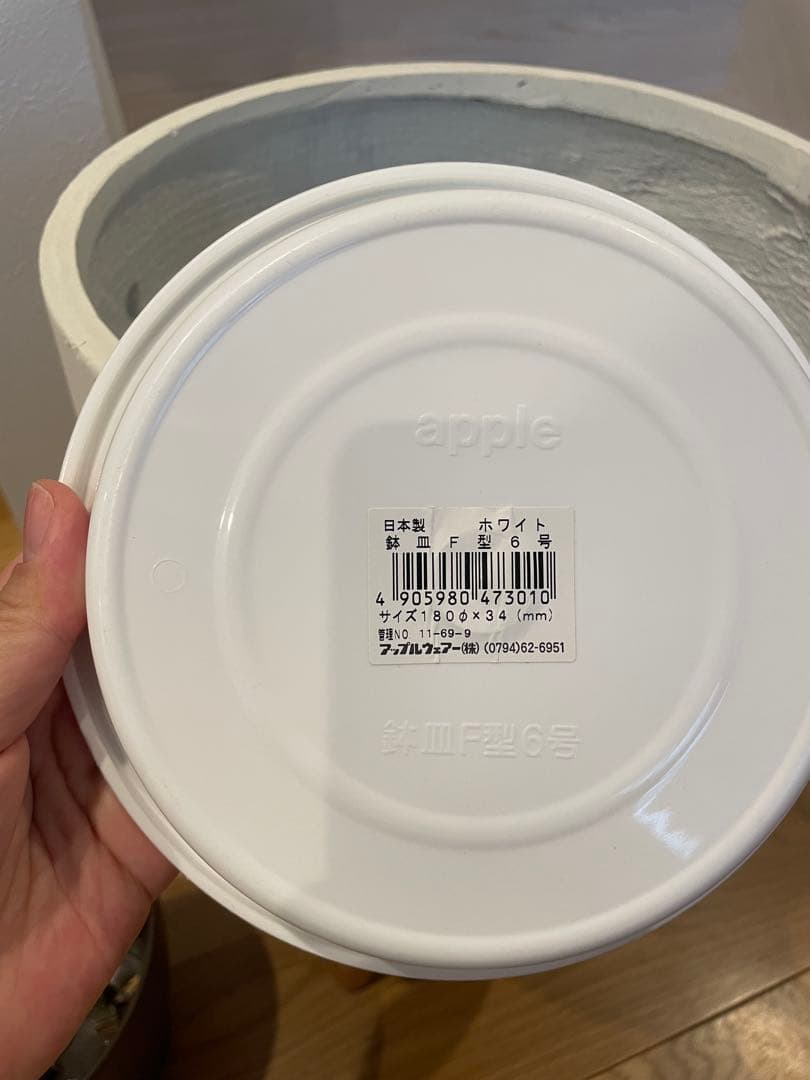 apple
日本製 ホワイト
鉢皿F型6号
4 905980 473010
サイズ180φ×34(mm)
管理NO 11-69-9
アップルウェアー(株) (0794)62-6951
鉢皿F型6号